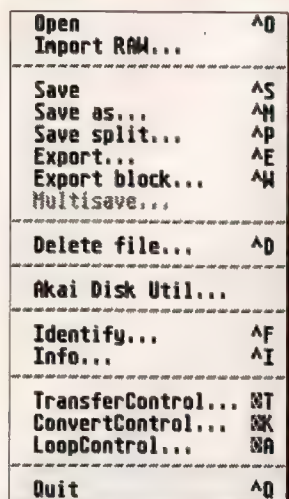 Open ^O
Import RAW...
Save ^S
Save as... ^M
Save split... ^P
Export... ^E
Export block... ^W
Multisave...
Delete file... ^D
Akai Disk Util...
Identify... ^F
Info... ^I
TransferControl... ⌧T
ConvertControl... ⌧K
LoopControl... ⌧A
Quit ^Q